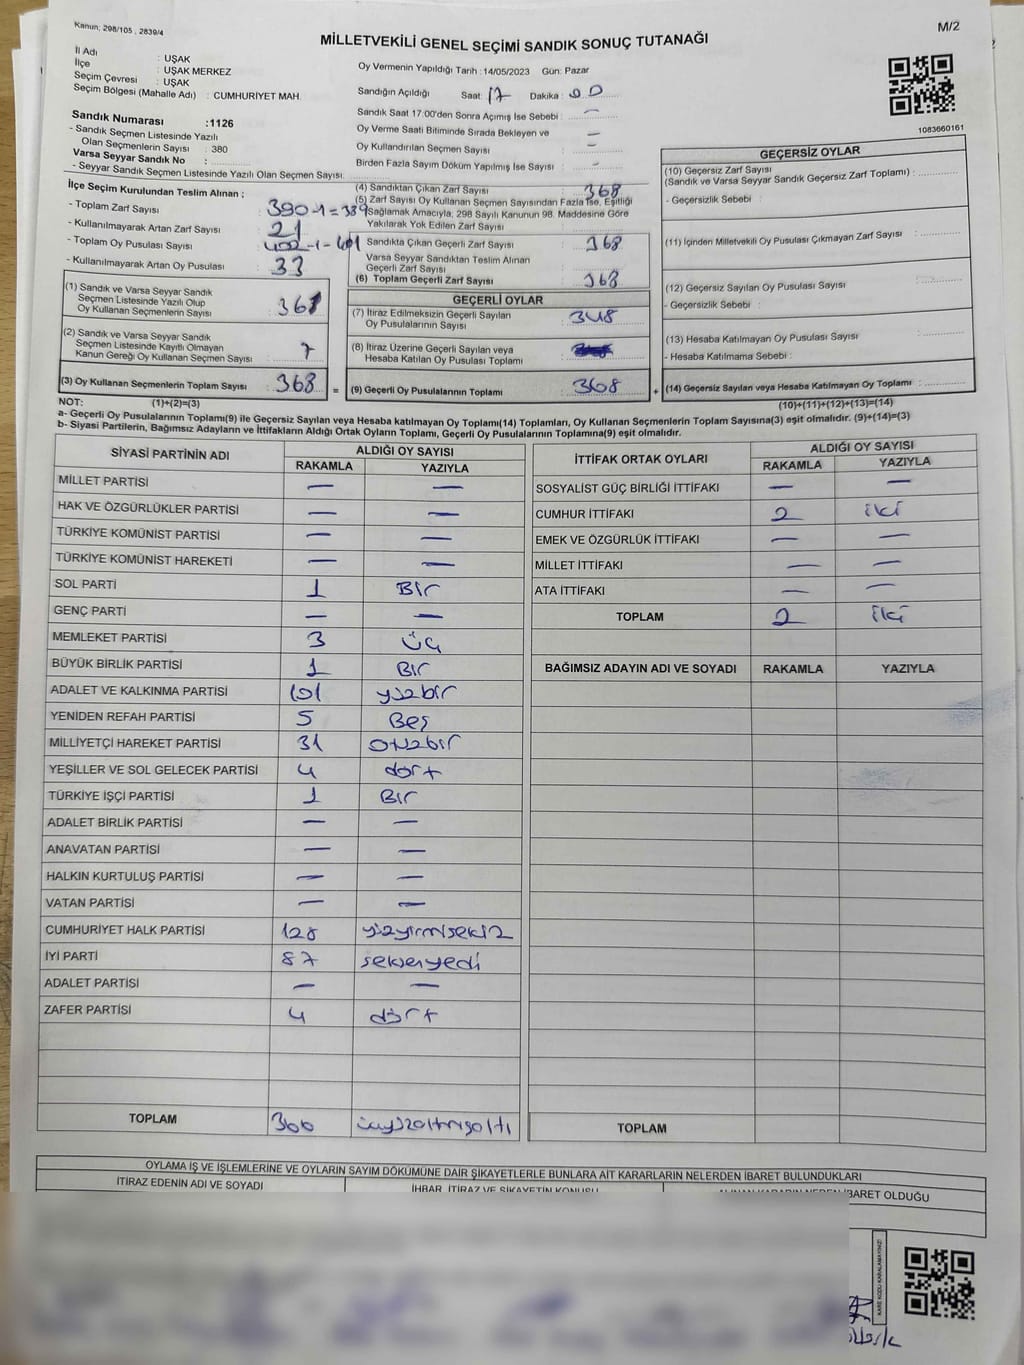 Kanun; 298/105 , 2839/4
M/2
MİLLETVEKİLİ GENEL SEÇİMİ SANDIK SONUÇ TUTANAĞI
İl Adı : UŞAK
İlçe : UŞAK MERKEZ
Seçim Çevresi : UŞAK
Seçim Bölgesi (Mahalle Adı) : CUMHURİYET MAH.
Sandık Numarası :1126
- Sandık Seçmen Listesinde Yazılı
Olan Seçmenlerin Sayısı : 380
Varsa Seyyar Sandık No :
- Seyyar Sandık Seçmen Listesinde Yazılı Olan Seçmen Sayısı:
Oy Vermenin Yapıldığı Tarih :14/05/2023 Gün: Pazar
Sandığın Açıldığı Saat: 17 Dakika: 00
Sandık Saat 17:00'den Sonra Açımış İse Sebebi : —
Oy Verme Saati Bitiminde Sırada Bekleyen ve —
Oy Kullandırılan Seçmen Sayısı : —
Birden Fazla Sayım Döküm Yapılmış İse Sayısı : —
1083660161
İlçe Seçim Kurulundan Teslim Alınan ;
- Toplam Zarf Sayısı : 390-1=389
- Kullanılmayarak Artan Zarf Sayısı : 21
- Toplam Oy Pusulası Sayısı : 402-1-401
- Kullanılmayarak Artan Oy Pusulası : 33
(1) Sandık ve Varsa Seyyar Sandık
Seçmen Listesinde Yazılı Olup
Oy Kullanan Seçmenlerin Sayısı : 361
(2) Sandık ve Varsa Seyyar Sandık
Seçmen Listesinde Kayıtlı Olmayan
Kanun Gereği Oy Kullanan Seçmen Sayısı : 7
(3) Oy Kullanan Seçmenlerin Toplam Sayısı : 368 =
(4) Sandıktan Çıkan Zarf Sayısı : 368
(5) Zarf Sayısı Oy Kullanan Seçmen Sayısından Fazla İse, Eşitliği
Sağlamak Amacıyla, 298 Sayılı Kanunun 98. Maddesine Göre
Yakılarak Yok Edilen Zarf Sayısı :
Sandıkta Çıkan Geçerli Zarf Sayısı : 368
Varsa Seyyar Sandıktan Teslim Alınan
Geçerli Zarf Sayısı :
(6) Toplam Geçerli Zarf Sayısı : 368
GEÇERLİ OYLAR
(7) İtiraz Edilmeksizin Geçerli Sayılan
Oy Pusulalarının Sayısı : 348
(8) İtiraz Üzerine Geçerli Sayılan veya
Hesaba Katılan Oy Pusulası Toplamı :
(9) Geçerli Oy Pusulalarının Toplamı : 368 +
GEÇERSİZ OYLAR
(10) Geçersiz Zarf Sayısı
(Sandık ve Varsa Seyyar Sandık Geçersiz Zarf Toplamı) :
- Geçersizlik Sebebi :
(11) İçinden Milletvekili Oy Pusulası Çıkmayan Zarf Sayısı :
(12) Geçersiz Sayılan Oy Pusulası Sayısı :
- Geçersizlik Sebebi :
(13) Hesaba Katılmayan Oy Pusulası Sayısı :
- Hesaba Katılmama Sebebi :
(14) Geçersiz Sayılan veya Hesaba Katılmayan Oy Toplamı :
NOT: (1)+(2)=(3) (10)+(11)+(12)+(13)=(14)
a- Geçerli Oy Pusulalarının Toplamı(9) ile Geçersiz Sayılan veya Hesaba katılmayan Oy Toplamı(14) Toplamları, Oy Kullanan Seçmenlerin Toplam Sayısına(3) eşit olmalıdır. (9)+(14)=(3)
b- Siyasi Partilerin, Bağımsız Adayların ve İttifakların Aldığı Ortak Oyların Toplamı, Geçerli Oy Pusulalarının Toplamına(9) eşit olmalıdır.
SİYASİ PARTİNİN ADI ALDIĞI OY SAYISI
RAKAMLA YAZIYLA
MİLLET PARTİSİ — —
HAK VE ÖZGÜRLÜKLER PARTİSİ — —
TÜRKİYE KOMÜNİST PARTİSİ — —
TÜRKİYE KOMÜNİST HAREKETİ — —
SOL PARTİ 1 Bir
GENÇ PARTİ — —
MEMLEKET PARTİSİ 3 üç
BÜYÜK BİRLİK PARTİSİ 1 Bir
ADALET VE KALKINMA PARTİSİ 101 yüzbir
YENİDEN REFAH PARTİSİ 5 Beş
MİLLİYETÇİ HAREKET PARTİSİ 31 otuzbir
YEŞİLLER VE SOL GELECEK PARTİSİ 4 dört
TÜRKİYE İŞÇİ PARTİSİ 1 Bir
ADALET BİRLİK PARTİSİ — —
ANAVATAN PARTİSİ — —
HALKIN KURTULUŞ PARTİSİ — —
VATAN PARTİSİ — —
CUMHURİYET HALK PARTİSİ 128 yüzyirmisekiz
İYİ PARTİ 87 seksenyedi
ADALET PARTİSİ — —
ZAFER PARTİSİ 4 dört
TOPLAM 366 üçyüzaltmışaltı
İTTİFAK ORTAK OYLARI ALDIĞI OY SAYISI
RAKAMLA YAZIYLA
SOSYALİST GÜÇ BİRLİĞİ İTTİFAKI — —
CUMHUR İTTİFAKI 2 iki
EMEK VE ÖZGÜRLÜK İTTİFAKI — —
MİLLET İTTİFAKI — —
ATA İTTİFAKI — —
TOPLAM 2 iki
BAĞIMSIZ ADAYIN ADI VE SOYADI RAKAMLA YAZIYLA
TOPLAM
OYLAMA İŞ VE İŞLEMLERİNE VE OYLARIN SAYIM DÖKÜMÜNE DAİR ŞİKAYETLERLE BUNLARA AİT KARARLARIN NELERDEN İBARET BULUNDUKLARI
İTİRAZ EDENİN ADI VE SOYADI
İHBAR, İTİRAZ VE ŞİKAYETİN KONUSU
ALINAN KARARIN NEDEN İBARET OLDUĞU
KARE KODU KARALAMAYINIZ!